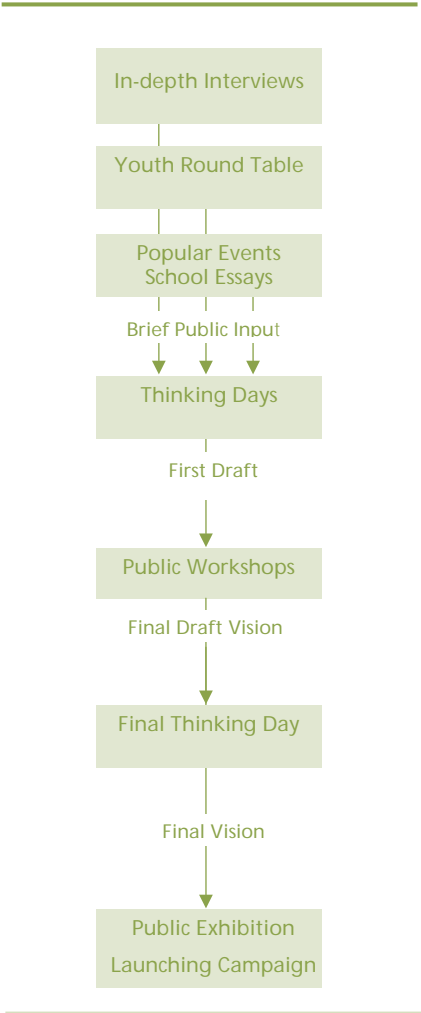 In-depth Interviews
Youth Round Table
Popular Events
School Essays
Brief Public Input
Thinking Days
First Draft
Public Workshops
Final Draft Vision
Final Thinking Day
Final Vision
Public Exhibition
Launching Campaign